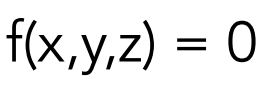 f(x,y,z) = 0